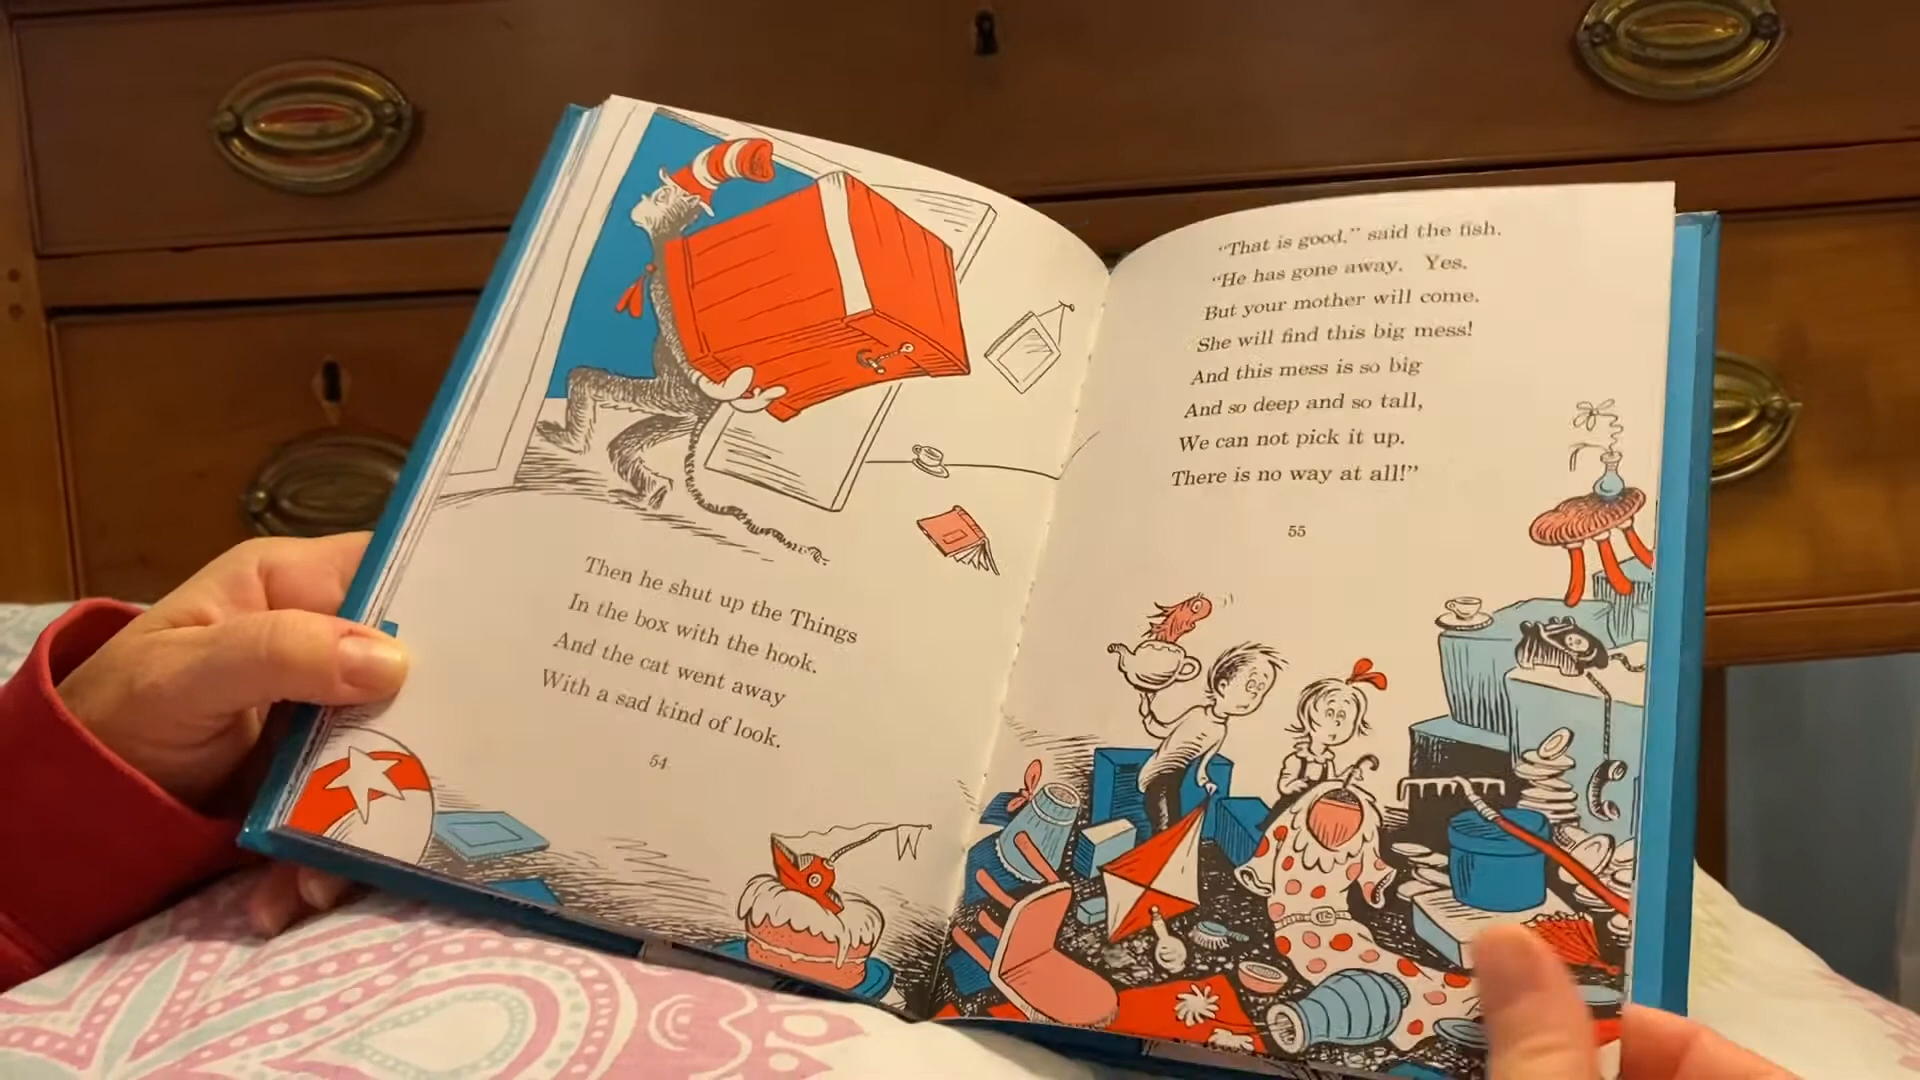 Then he shut up the Things
In the box with the hook.
And the cat went away
With a sad kind of look.
54
“That is good,” said the fish.
“He has gone away.  Yes.
But your mother will come.
She will find this big mess!
And this mess is so big
And so deep and so tall,
We can not pick it up.
There is no way at all!”
55